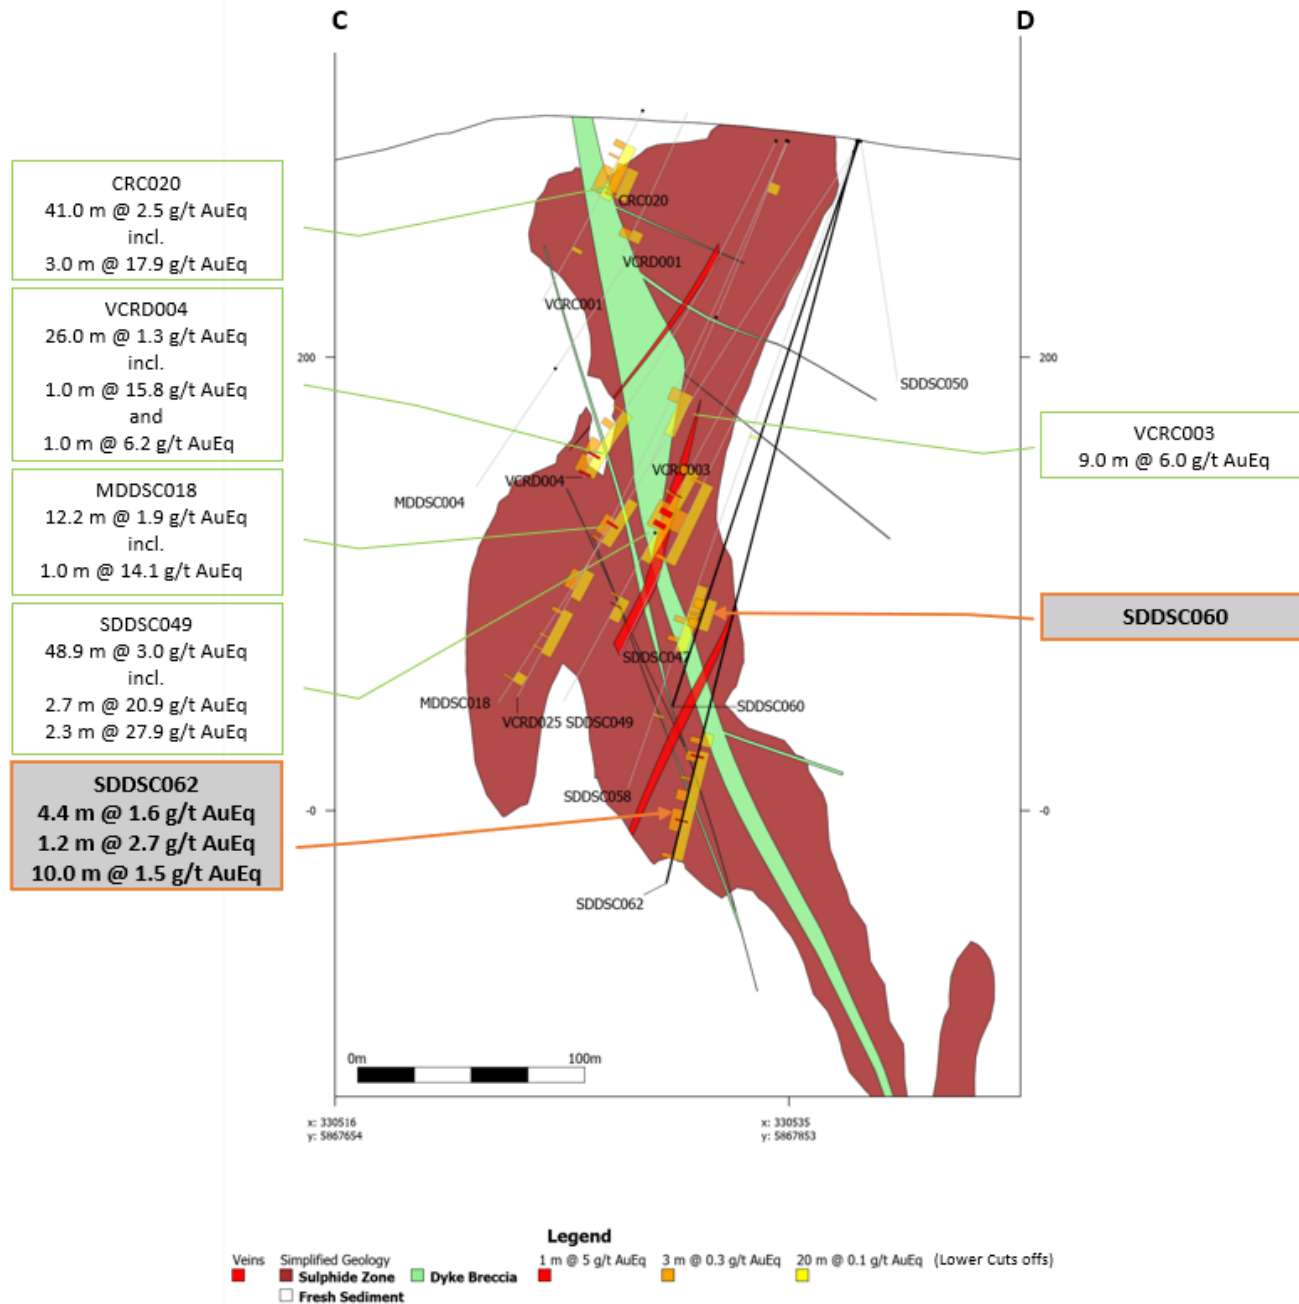 C
D
CRC020
41.0 m @ 2.5 g/t AuEq
incl.
3.0 m @ 17.9 g/t AuEq
VCRD004
26.0 m @ 1.3 g/t AuEq
incl.
1.0 m @ 15.8 g/t AuEq
and
1.0 m @ 6.2 g/t AuEq
MDDSC018
12.2 m @ 1.9 g/t AuEq
incl.
1.0 m @ 14.1 g/t AuEq
SDDSC049
48.9 m @ 3.0 g/t AuEq
incl.
2.7 m @ 20.9 g/t AuEq
2.3 m @ 27.9 g/t AuEq
SDDSC062
4.4 m @ 1.6 g/t AuEq
1.2 m @ 2.7 g/t AuEq
10.0 m @ 1.5 g/t AuEq
CRC020
VCRD001
VCRC001
200
200
SDDSC050
VCRC003
9.0 m @ 6.0 g/t AuEq
VCRC003
VCRD004
MDDSC004
SDDSC060
SDDSC047
MDDSC018
SDDSC060
VCRD025 SDDSC049
SDDSC058
-0
-0
SDDSC062
0m
100m
x: 330516
y: 5867654
x: 330535
y: 5867853
Legend
Veins
Simplified Geology
1 m @ 5 g/t AuEq
3 m @ 0.3 g/t AuEq
20 m @ 0.1 g/t AuEq
(Lower Cuts offs)
Sulphide Zone
Dyke Breccia
Fresh Sediment